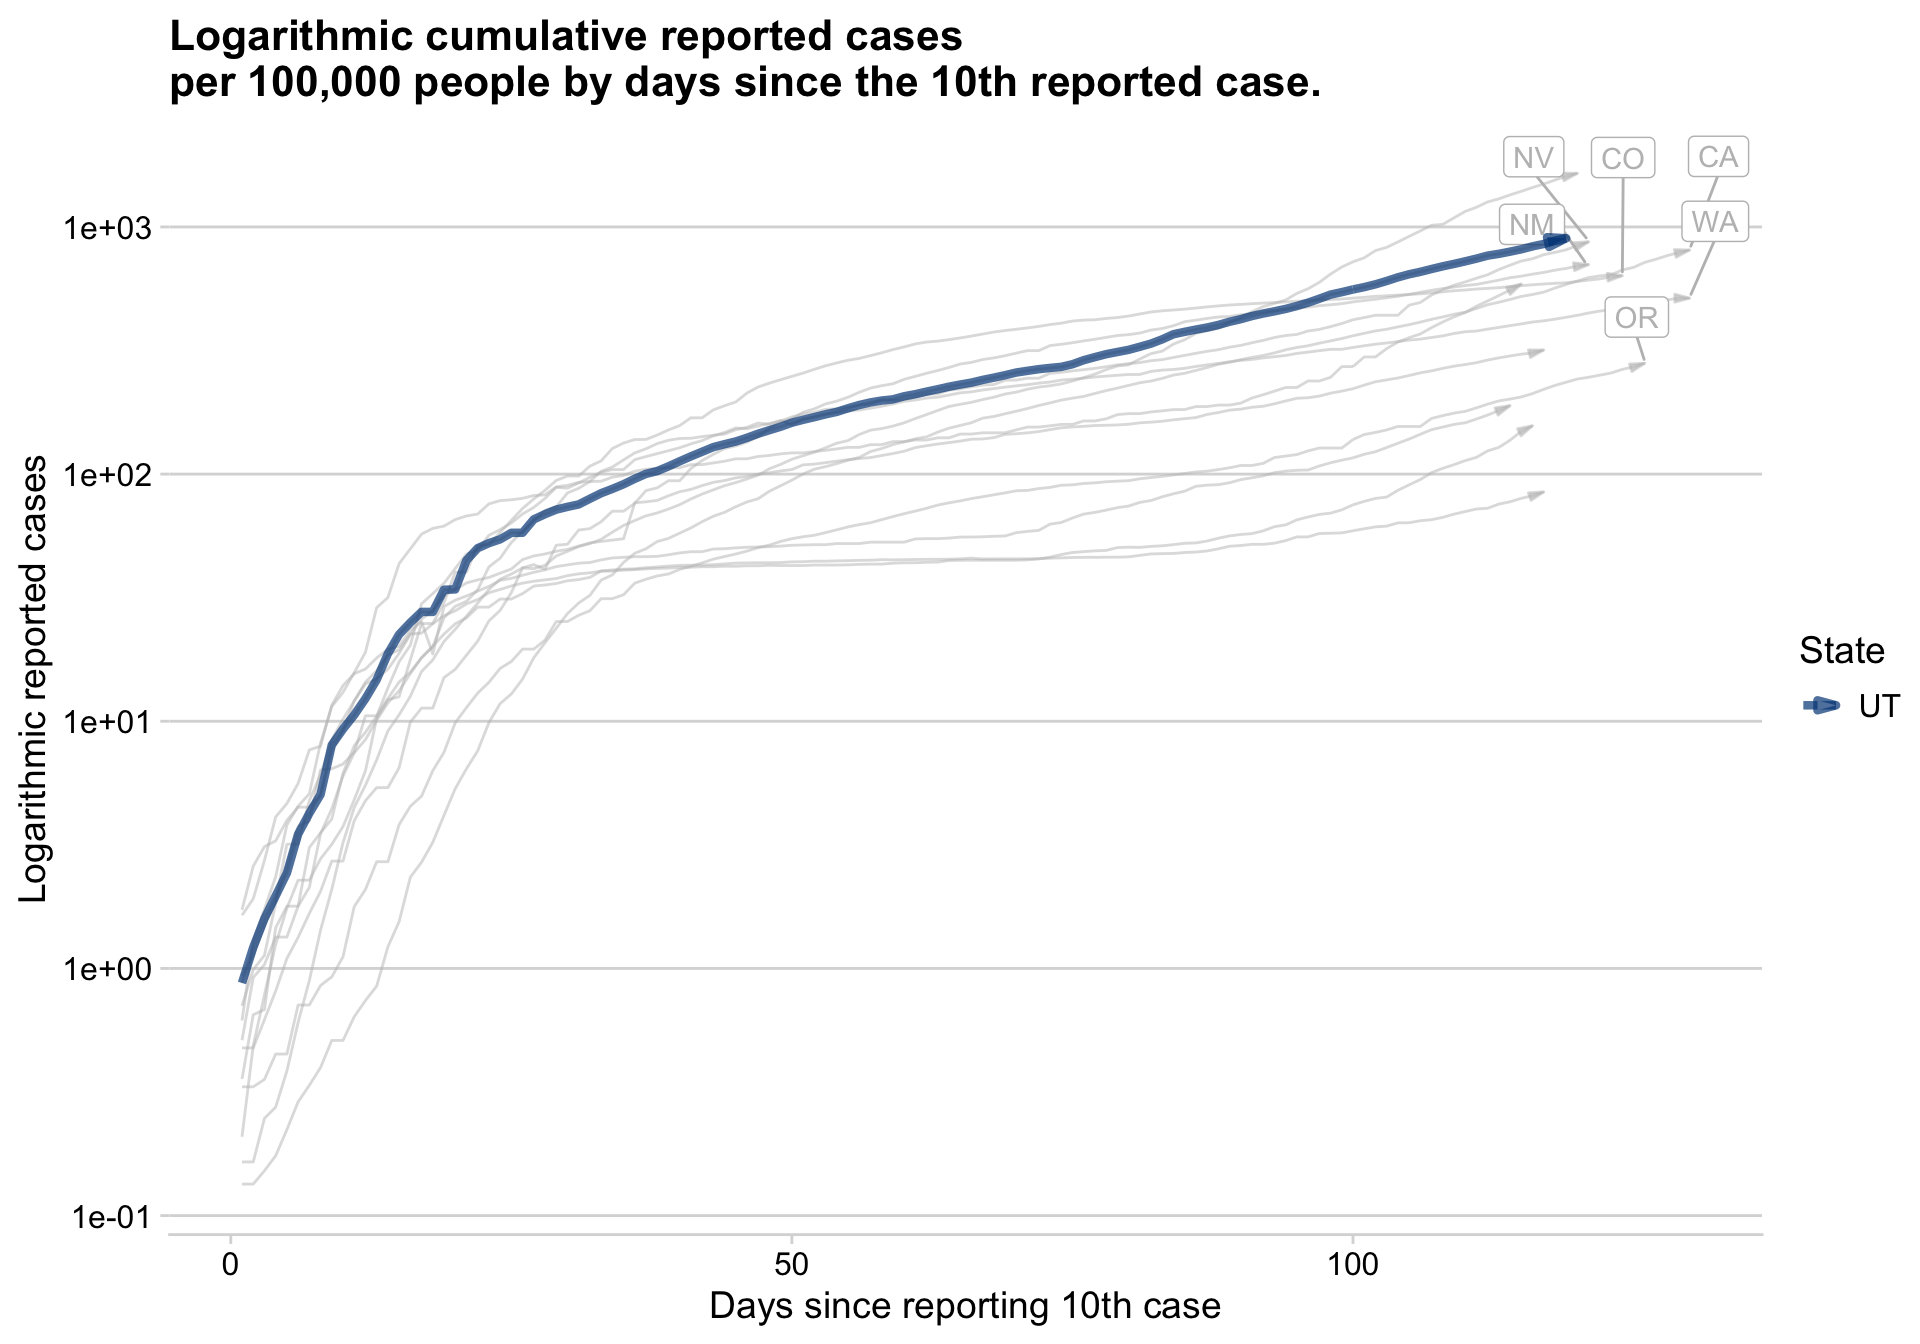 Logarithmic cumulative reported cases
per 100,000 people by days since the 10th reported case.
NV
CO
CA
NM
WA
OR
1e+03
1e+02
1e+01
1e+00
1e-01
Logarithmic reported cases
0
50
100
Days since reporting 10th case
State
UT